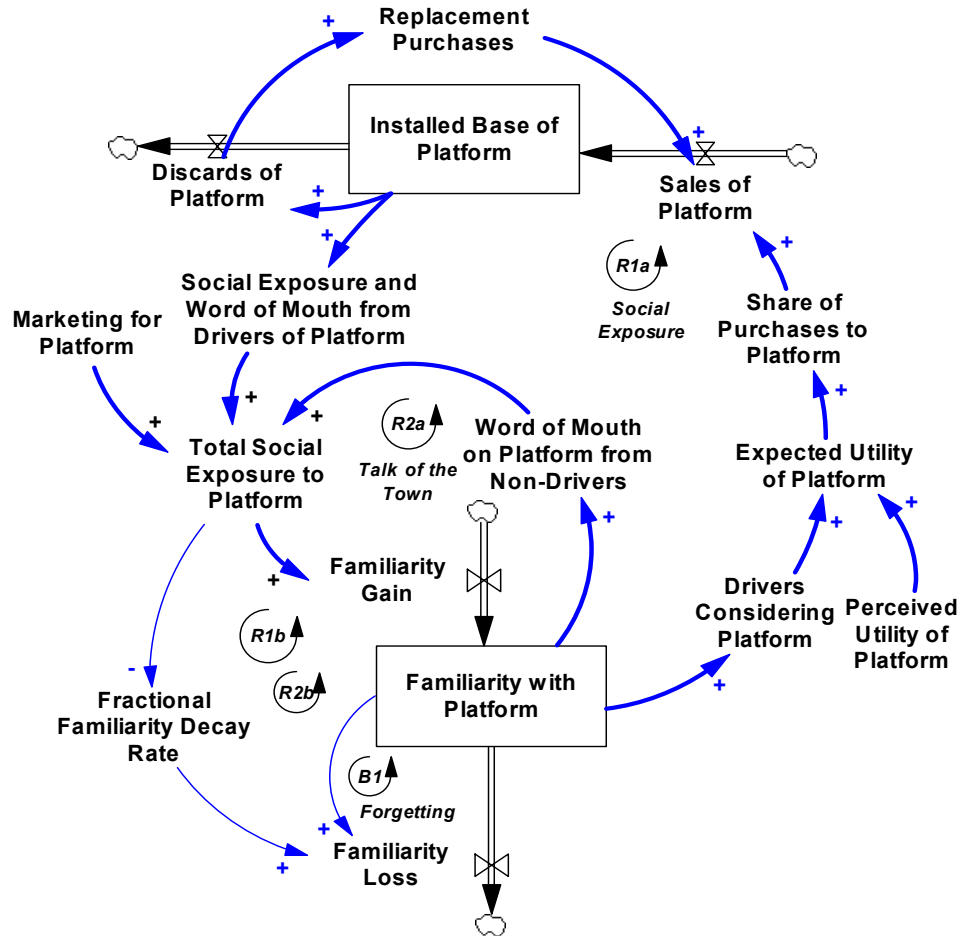 Replacement
Purchases
+
Installed Base of
Platform
+
Discards of
Platform
+
+
Sales of
Platform
R1a
Social
Exposure
+
Social Exposure and
Word of Mouth from
Drivers of Platform
Marketing for
Platform
Share of
Purchases to
Platform
+
+
+
+
R2a
Talk of the
Town
Word of Mouth
on Platform from
Non-Drivers
Total Social
Exposure to
Platform
Expected Utility
of Platform
+
+
+
+
Familiarity
Gain
Drivers
Considering
Platform
Perceived
Utility of
Platform
R1b
R2b
-
Familiarity with
Platform
+
Fractional
Familiarity Decay
Rate
B1
Forgetting
+
+
Familiarity
Loss